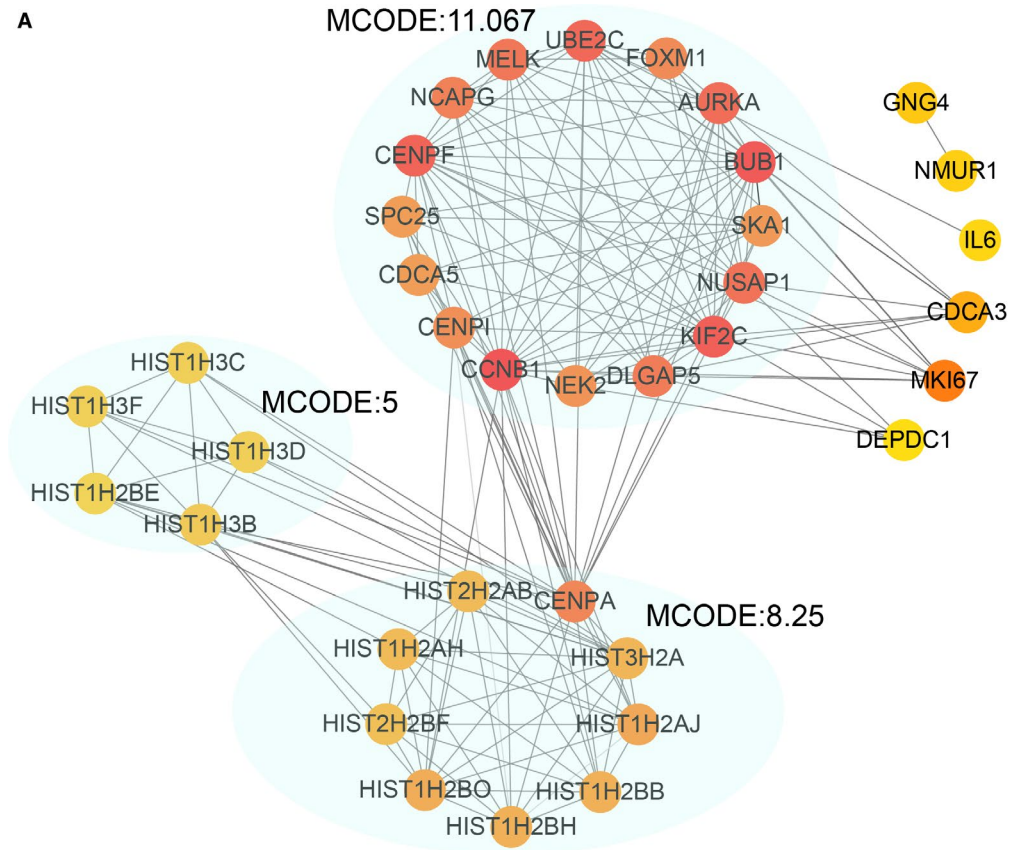 A
MCODE:11.067
UBE2C
MELK
FOXM1
NCAPG
AURKA
GNG4
CENPF
BUB1
NMUR1
SPC25
SKA1
IL6
CDCA5
NUSAP1
CENPI
KIF2C
CDCA3
CCNB1
NEK2
DLGAP5
MKI67
DEPDC1
HIST1H3C
HIST1H3F
MCODE:5
HIST1H3D
HIST1H2BE
HIST1H3B
HIST2H2AB
CENPA
MCODE:8.25
HIST1H2AH
HIST3H2A
HIST2H2BF
HIST1H2AJ
HIST1H2BO
HIST1H2BB
HIST1H2BH